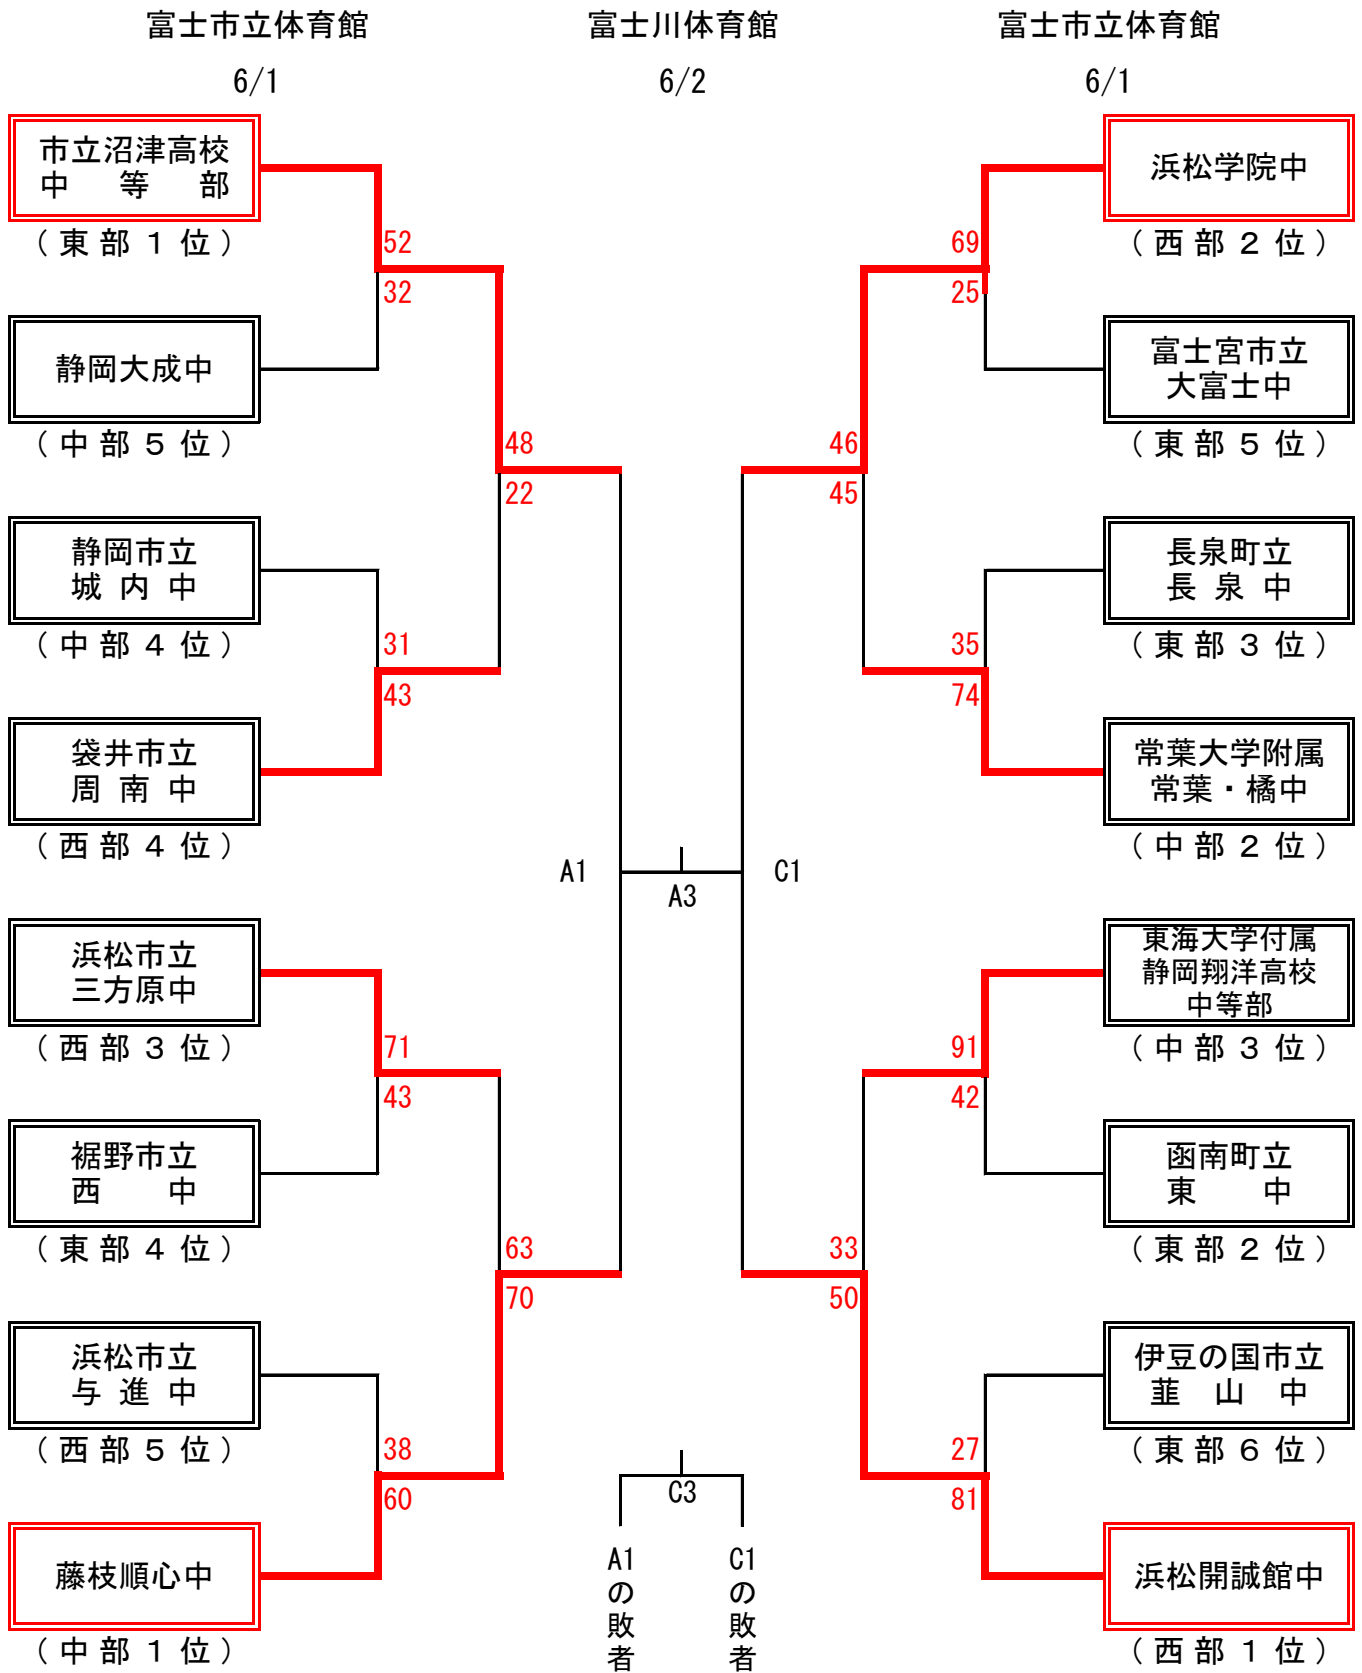 富士市立体育館
富士川体育館
富士市立体育館
6/1
6/2
6/1
市立沼津高校
中等部
(東部1位)
52
32
静岡大成中
(中部5位)
48
22
静岡市立
城内中
(中部4位)
31
43
袋井市立
周南中
(西部4位)
浜松市立
三方原中
(西部3位)
71
43
裾野市立
西中
(東部4位)
63
70
浜松市立
与進中
(西部5位)
38
60
藤枝順心中
(中部1位)
A1
A3
C1
C3
A1の敗者
C1の敗者
浜松学院中
(西部2位)
69
25
富士宮市立
大富士中
(東部5位)
46
45
長泉町立
長泉中
(東部3位)
35
74
常葉大学附属
常葉・橘中
(中部2位)
東海大学付属
静岡翔洋高校
中等部
(中部3位)
91
42
函南町立
東中
(東部2位)
33
50
伊豆の国市立
韮山中
(東部6位)
27
81
浜松開誠館中
(西部1位)